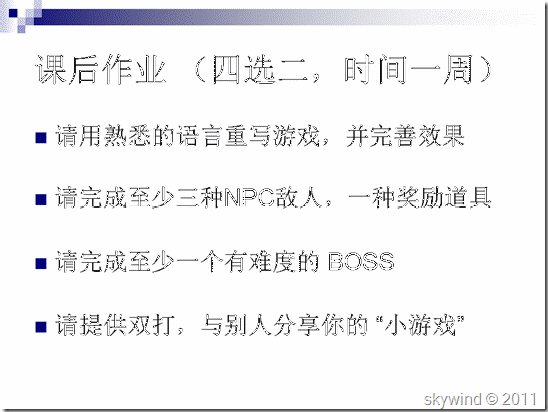 课后作业 （四选二，时间一周）
请用熟悉的语言重写游戏，并完善效果
请完成至少三种NPC敌人，一种奖励道具
请完成至少一个有难度的 BOSS
请提供双打，与别人分享你的 “小游戏”
skywind © 2011